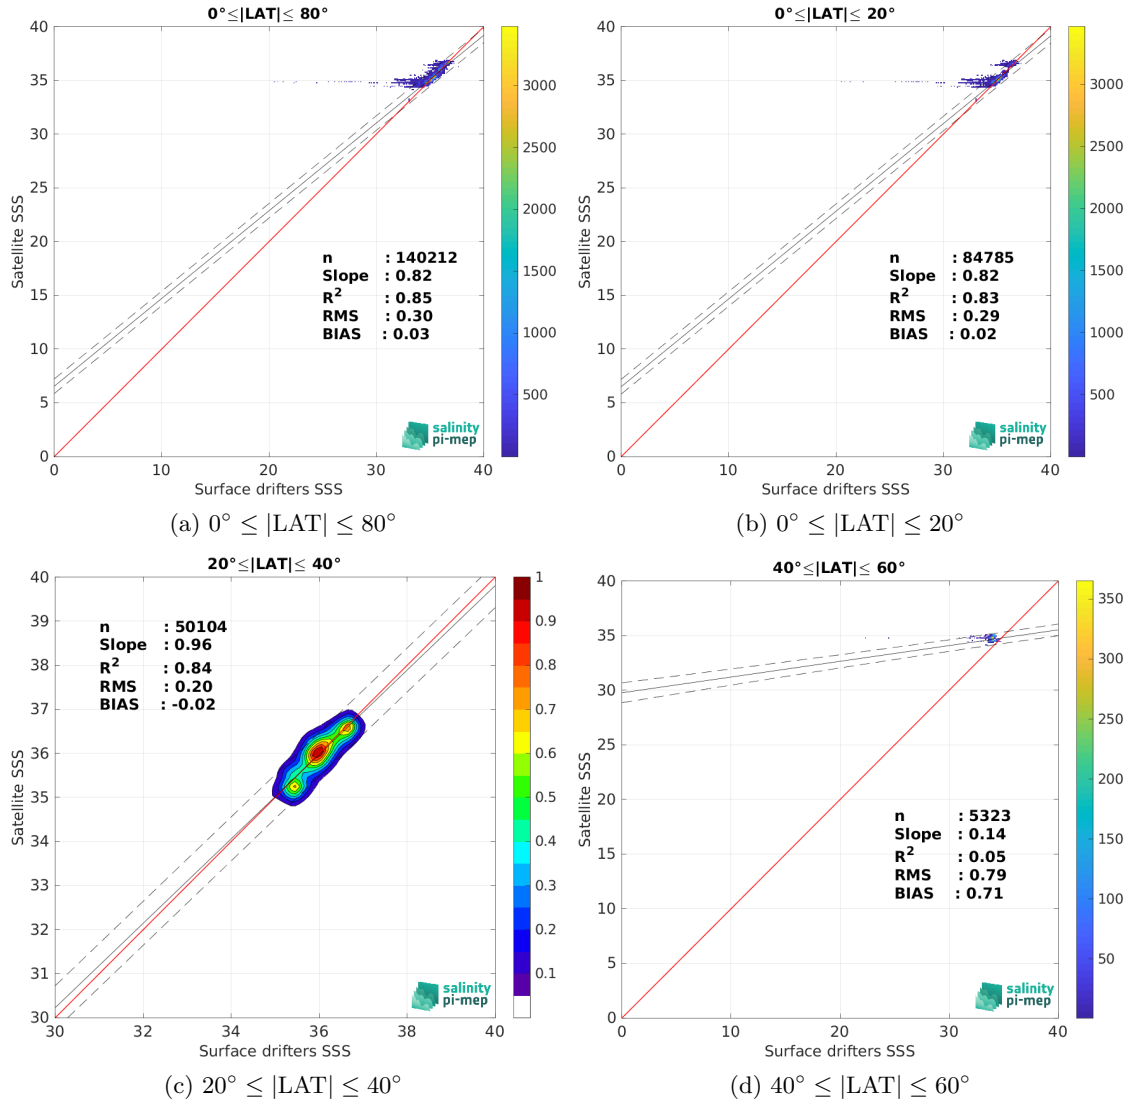 0°≤|LAT|≤ 80°
40
35
30
25
20
15
10
5
0
0
10
20
30
40
Satellite SSS
Surface drifters SSS
n : 140212
Slope : 0.82
R² : 0.85
RMS : 0.30
BIAS : 0.03
3000
2500
2000
1500
1000
500
salinity
pi-mep
(a) 0° ≤ |LAT| ≤ 80°
0°≤|LAT|≤ 20°
40
35
30
25
20
15
10
5
0
0
10
20
30
40
Satellite SSS
Surface drifters SSS
n : 84785
Slope : 0.82
R² : 0.83
RMS : 0.29
BIAS : 0.02
3000
2500
2000
1500
1000
500
salinity
pi-mep
(b) 0° ≤ |LAT| ≤ 20°
20°≤|LAT|≤ 40°
40
39
38
37
36
35
34
33
32
31
30
30
32
34
36
38
40
Satellite SSS
Surface drifters SSS
n : 50104
Slope : 0.96
R² : 0.84
RMS : 0.20
BIAS : -0.02
1
0.9
0.8
0.7
0.6
0.5
0.4
0.3
0.2
0.1
salinity
pi-mep
(c) 20° ≤ |LAT| ≤ 40°
40°≤|LAT|≤ 60°
40
35
30
25
20
15
10
5
0
0
10
20
30
40
Satellite SSS
Surface drifters SSS
n : 5323
Slope : 0.14
R² : 0.05
RMS : 0.79
BIAS : 0.71
350
300
250
200
150
100
50
salinity
pi-mep
(d) 40° ≤ |LAT| ≤ 60°